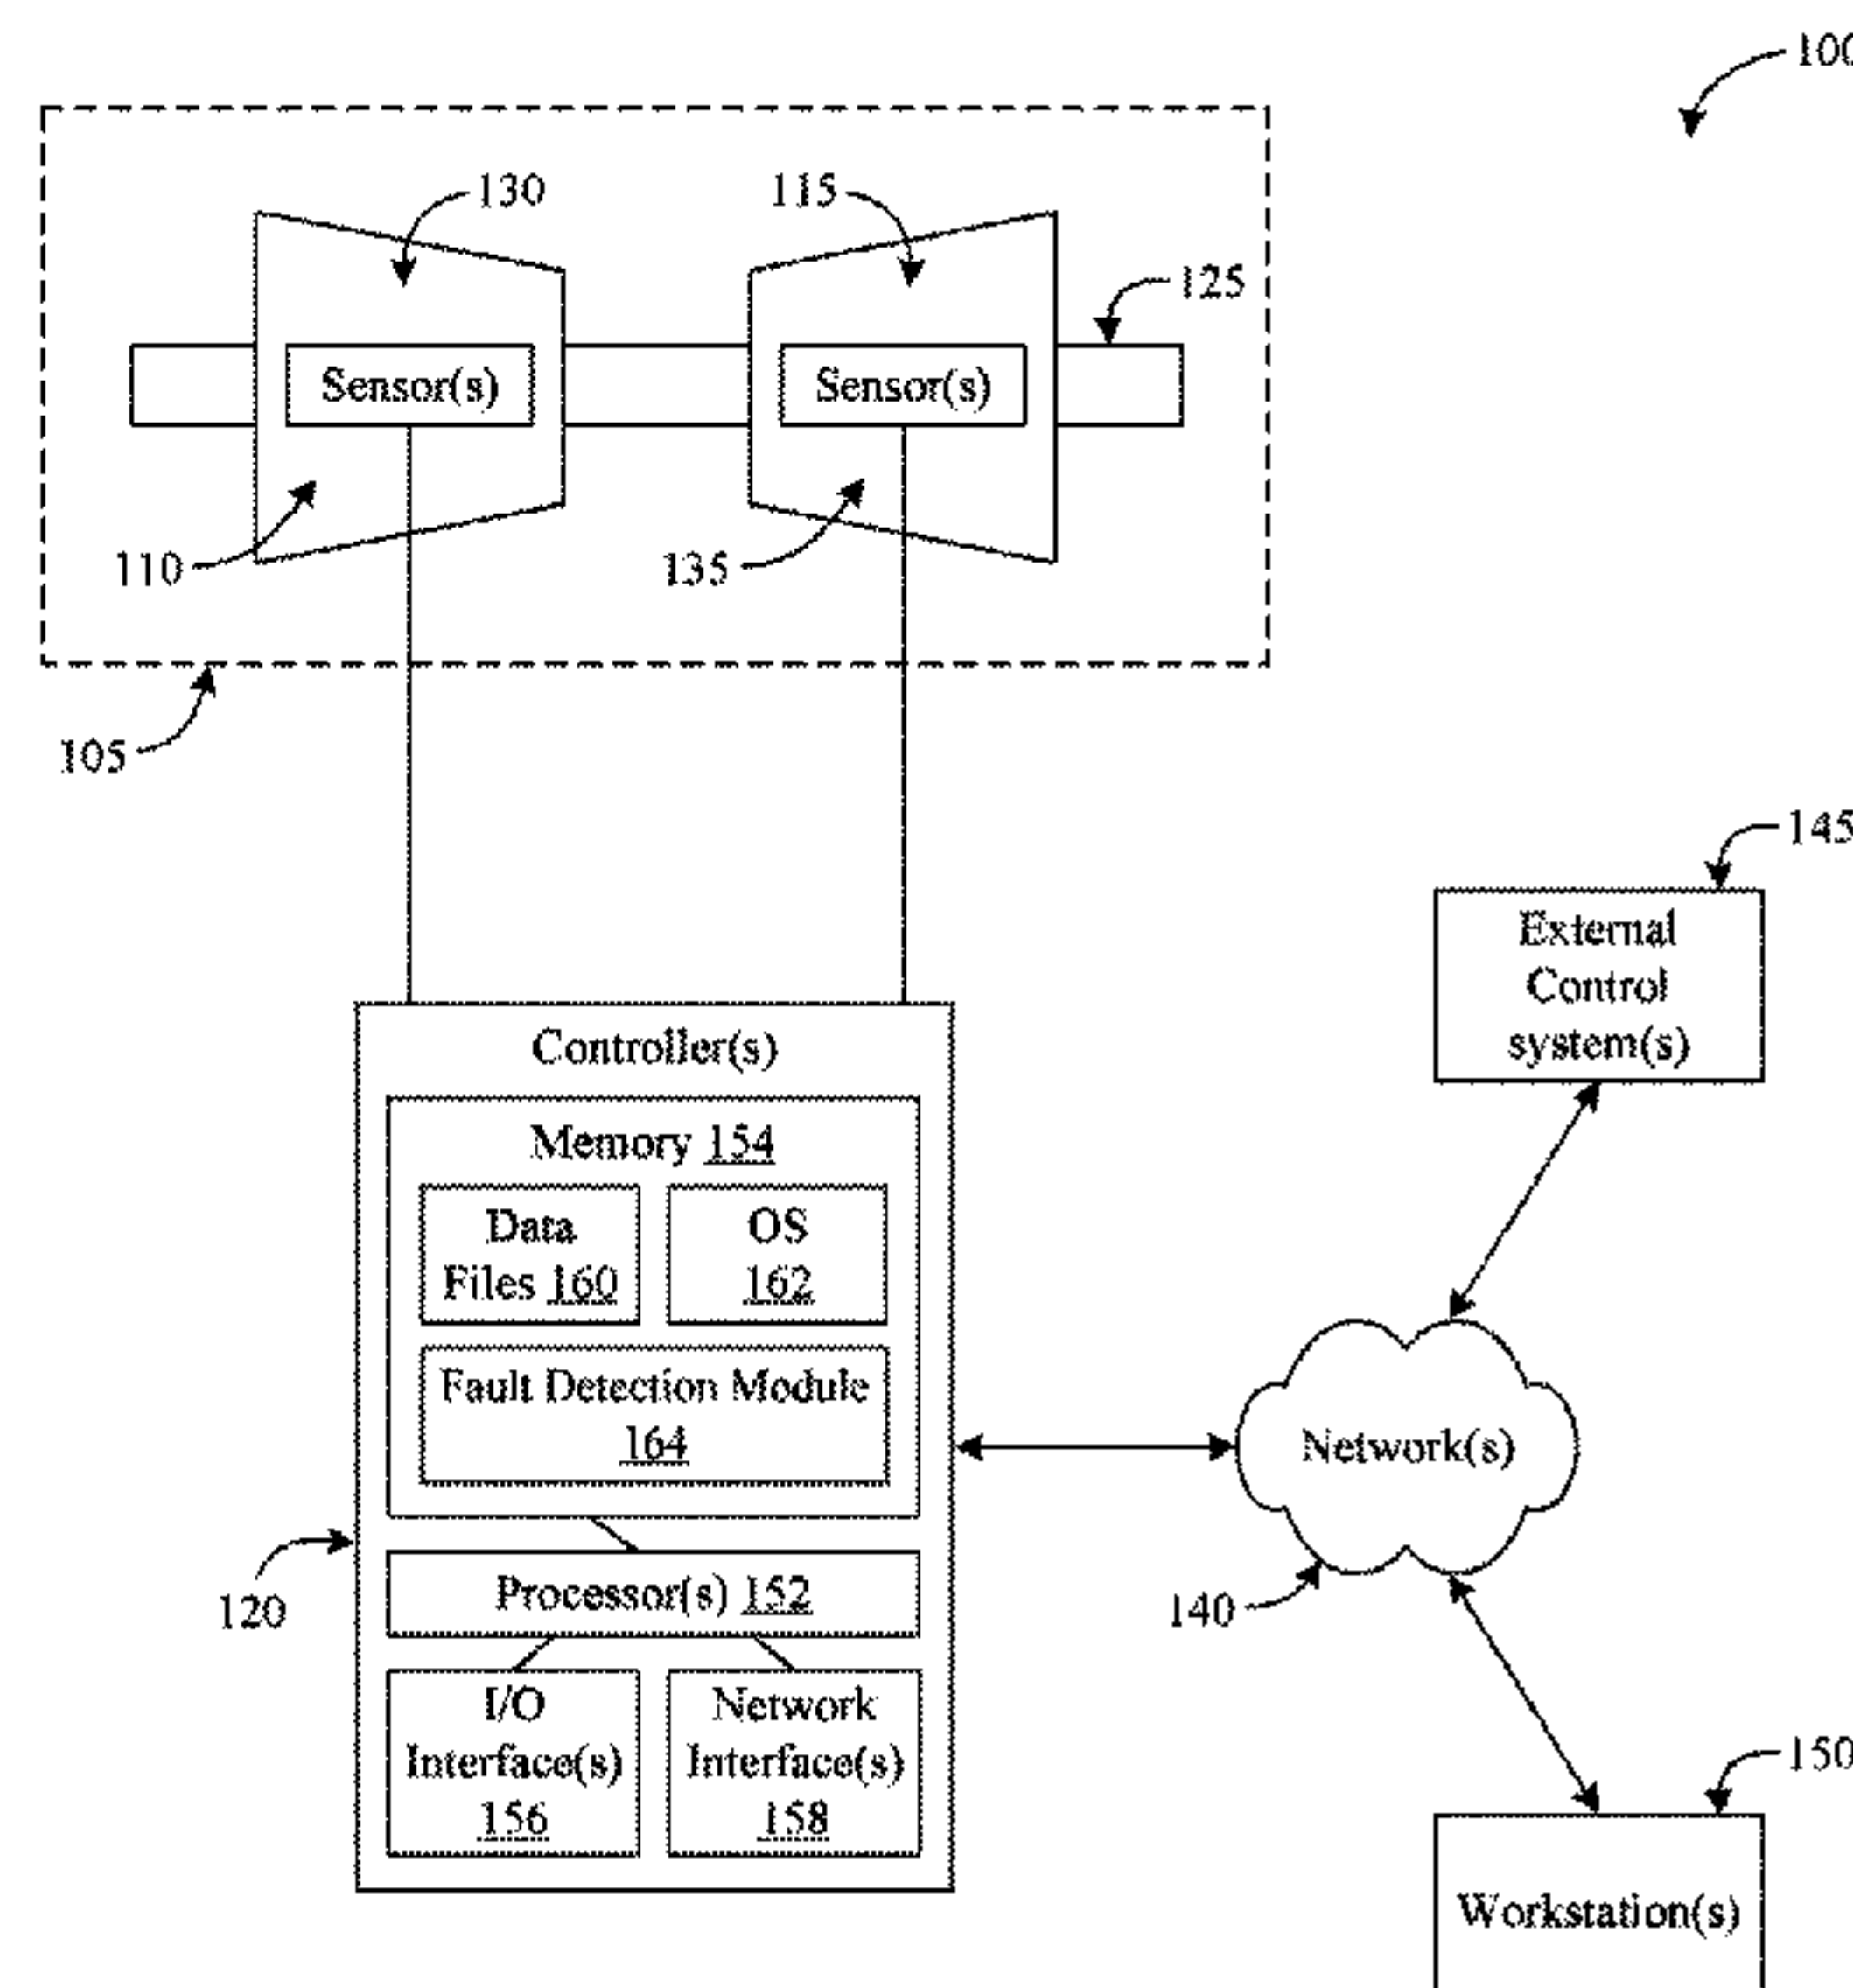 100
130
115
125
Sensor(s)
Sensor(s)
110
135
105
145
External
Control
system(s)
Controller(s)
Memory 154
Data
Files 160
OS
162
Fault Detection Module
164
Network(s)
120
Processor(s) 152
140
I/O
Interface(s)
156
Network
Interface(s)
158
150
Workstation(s)